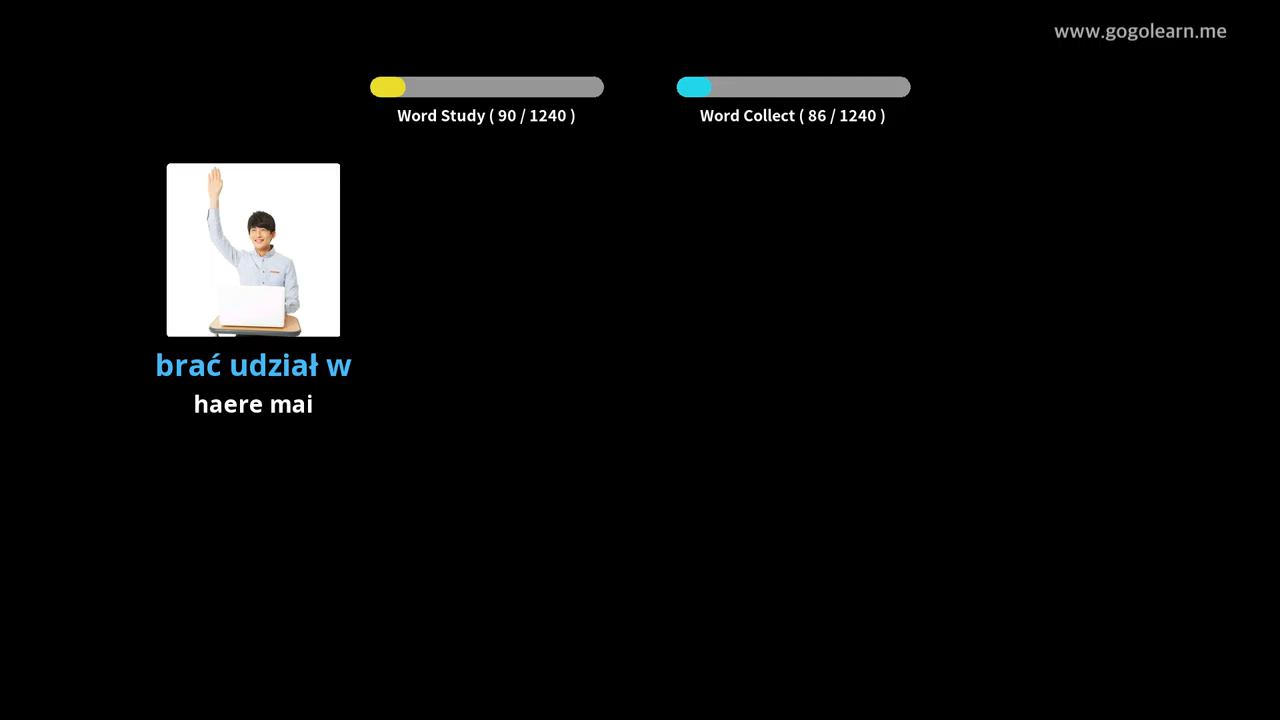 www.gogolearn.me
Word Study ( 90 / 1240 )
Word Collect ( 86 / 1240 )
brać udział w
haere mai